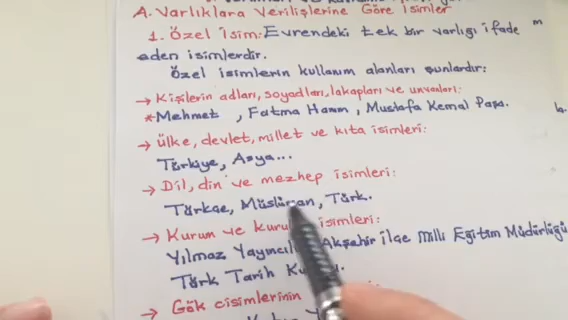 A. Varlıklara Verilişlerine Göre İsimler
1. Özel İsim: Evrendeki tek bir varlığı ifade
eden isimlerdir.
Özel isimlerin kullanım alanları şunlardır:
→ Kişilerin adları, soyadları, lakapları ve unvanları:
* Mehmet, Fatma Hanım, Mustafa Kemal Paşa.
→ ülke, devlet, millet ve kıta isimleri:
Türkiye, Asya...
→ Dil, din ve mezhep isimleri:
Türkçe, Müslüman, Türk.
→ Kurum ve isimleri:
Yılmaz Akşehir ilçe Milli Eğitim Müdürlüğü
Türk Tarih
→ Gök cisimlerinin